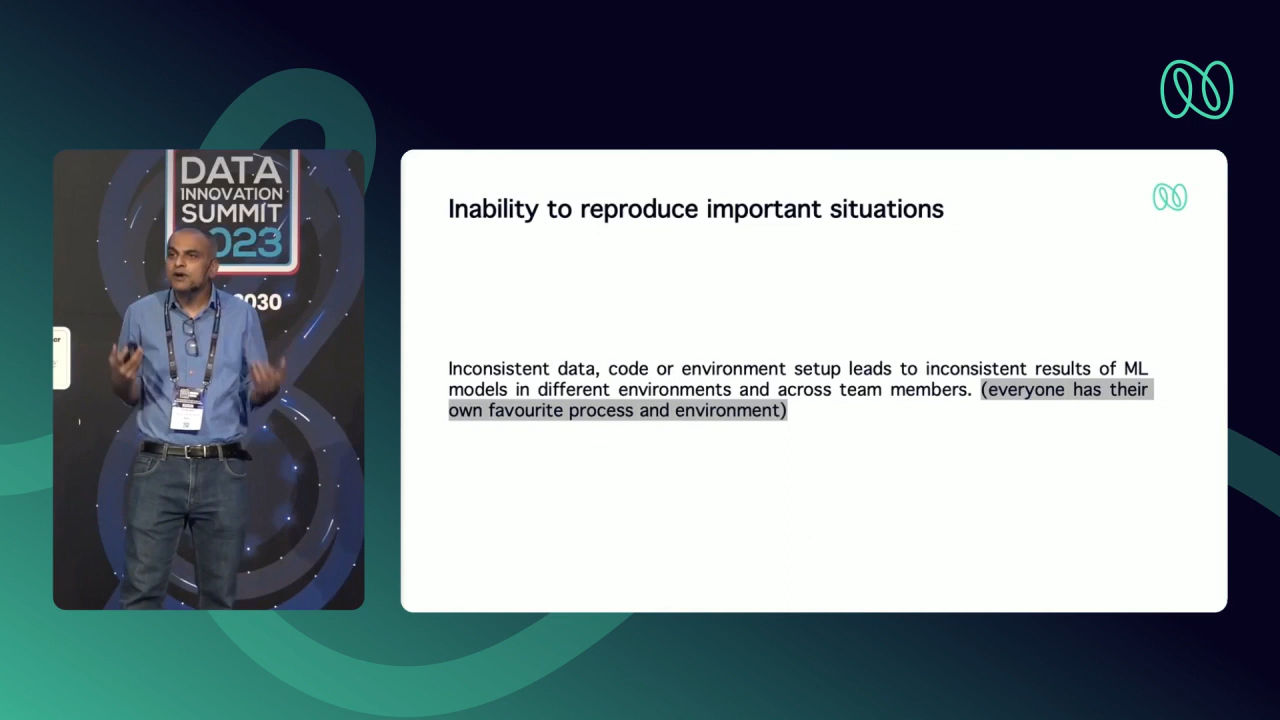 DATA
INNOVATION
SUMMIT
2023
2030
Inability to reproduce important situations
Inconsistent data, code or environment setup leads to inconsistent results of ML
models in different environments and across team members. (everyone has their
own favourite process and environment)